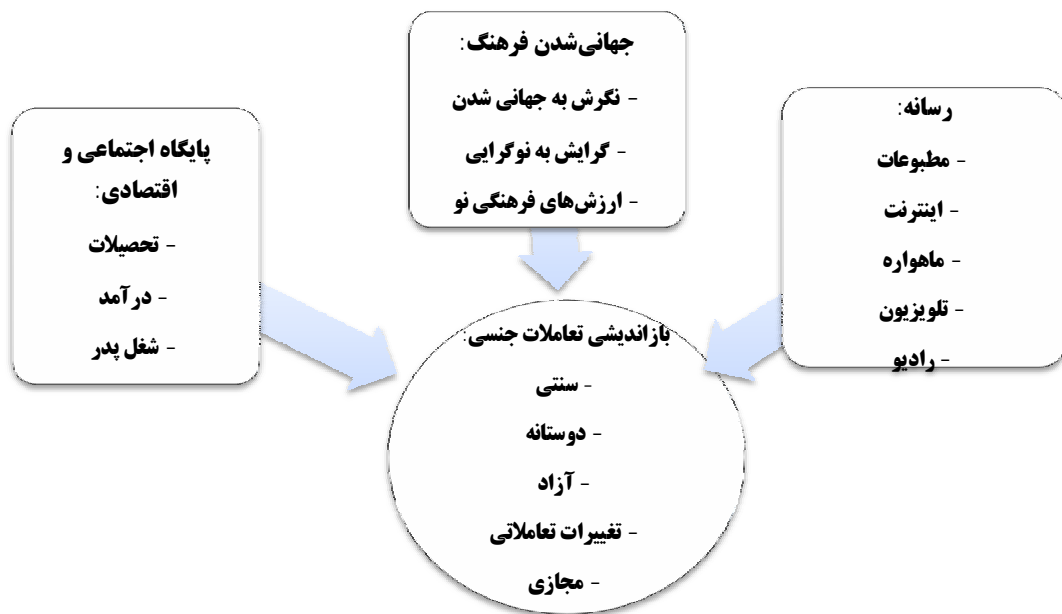 جهانی‌شدن فرهنگ:
- نگرش به جهانی شدن
- گرایش به نوگرایی
- ارزش‌های فرهنگی نو
رسانه:
- مطبوعات
- اینترنت
- ماهواره
- تلویزیون
- رادیو
پایگاه اجتماعی و
اقتصادی:
- تحصیلات
- درآمد
- شغل پدر
بازاندیشی تعاملات جنسی:
- سنتی
- دوستانه
- آزاد
- تغییرات تعاملاتی
- مجازی